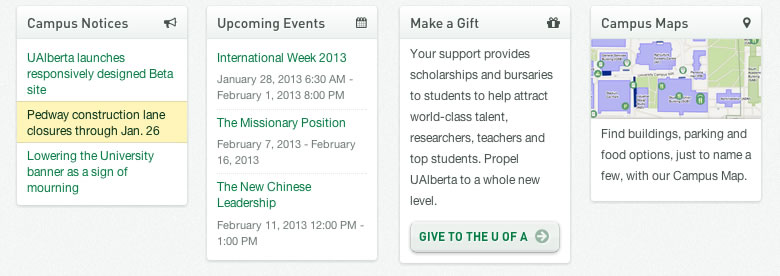 Campus Notices
UAlberta launches
responsively designed Beta
site
Pedway construction lane
closures through Jan. 26
Lowering the University
banner as a sign of
mourning
Upcoming Events
International Week 2013
January 28, 2013 6:30 AM -
February 1, 2013 8:00 PM
The Missionary Position
February 7, 2013 - February
16, 2013
The New Chinese
Leadership
February 11, 2013 12:00 PM -
1:00 PM
Make a Gift
Your support provides
scholarships and bursaries
to students to help attract
world-class talent,
researchers, teachers and
top students. Propel
UAlberta to a whole new
level.
GIVE TO THE U OF A
Campus Maps
Find buildings, parking and
food options, just to name a
few, with our Campus Map.